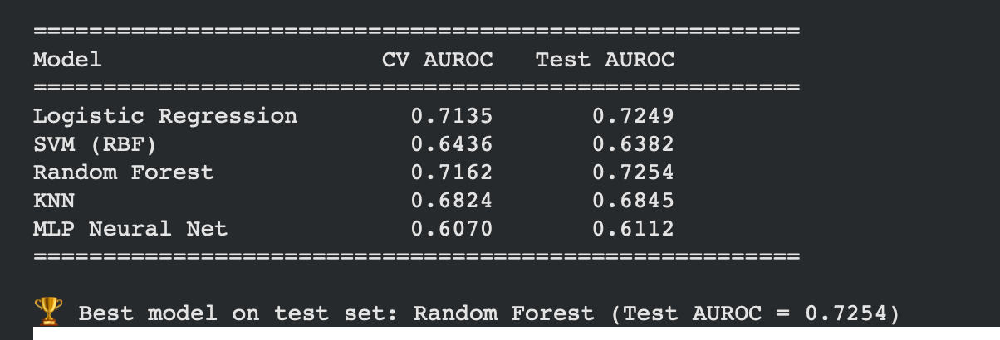 =======================================================
Model                    CV AUROC   Test AUROC
=======================================================
Logistic Regression        0.7135       0.7249
SVM (RBF)                  0.6436       0.6382
Random Forest              0.7162       0.7254
KNN                        0.6824       0.6845
MLP Neural Net             0.6070       0.6112
=======================================================
🏆 Best model on test set: Random Forest (Test AUROC = 0.7254)